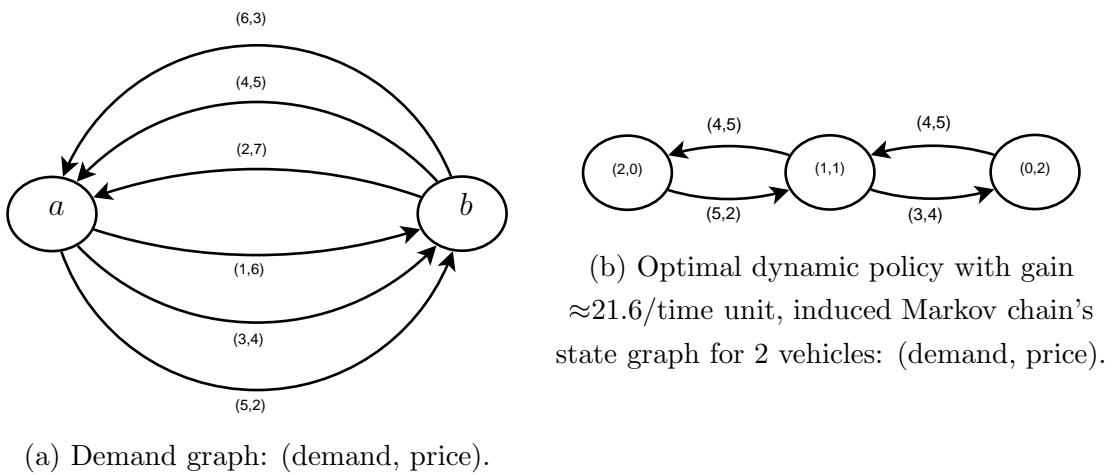 (6,3)
(4,5)
(2,7)
a
b
(1,6)
(3,4)
(5,2)
(a) Demand graph: (demand, price).
(4,5)
(4,5)
(2,0)
(1,1)
(0,2)
(5,2)
(3,4)
(b) Optimal dynamic policy with gain
≈21.6/time unit, induced Markov chain's
state graph for 2 vehicles: (demand, price).